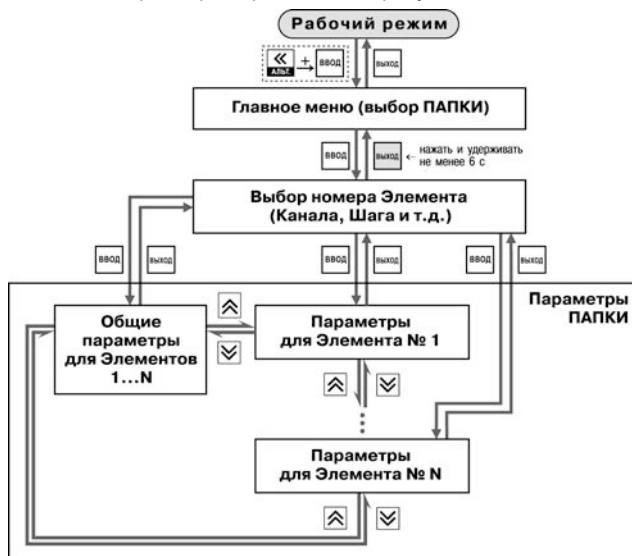 Рабочий режим
АЛЬТ.
+
ВВОД
ВЫХОД
Главное меню (выбор ПАПКИ)
ВВОД
ВЫХОД
нажать и удерживать
не менее 6 с
Выбор номера Элемента
(Канала, Шага и т.д.)
ВВОД
ВЫХОД
ВВОД
ВЫХОД
ВВОД
ВЫХОД
Параметры
ПАПКИ
Общие
параметры
для Элементов
1...N
Параметры
для Элемента № 1
Параметры
для Элемента № N